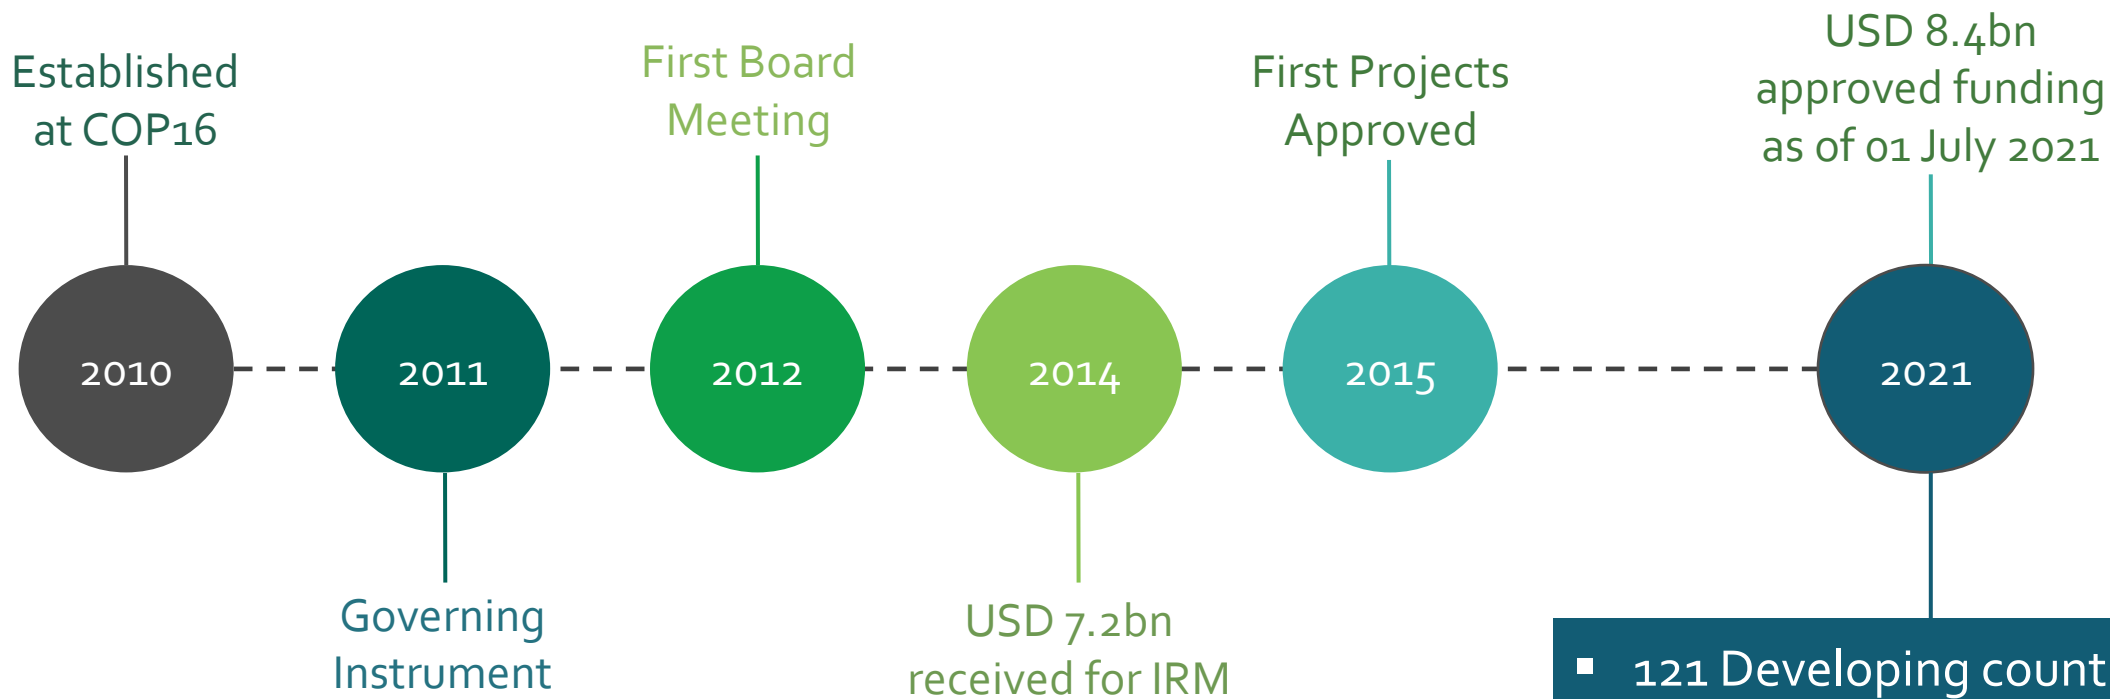 Established
at COP16
First Board
Meeting
First Projects
Approved
USD 8.4bn
approved funding
as of 01 July 2021
2010
2011
2012
2014
2015
2021
Governing
Instrument
USD 7.2bn
received for IRM
▪ 121 Developing count